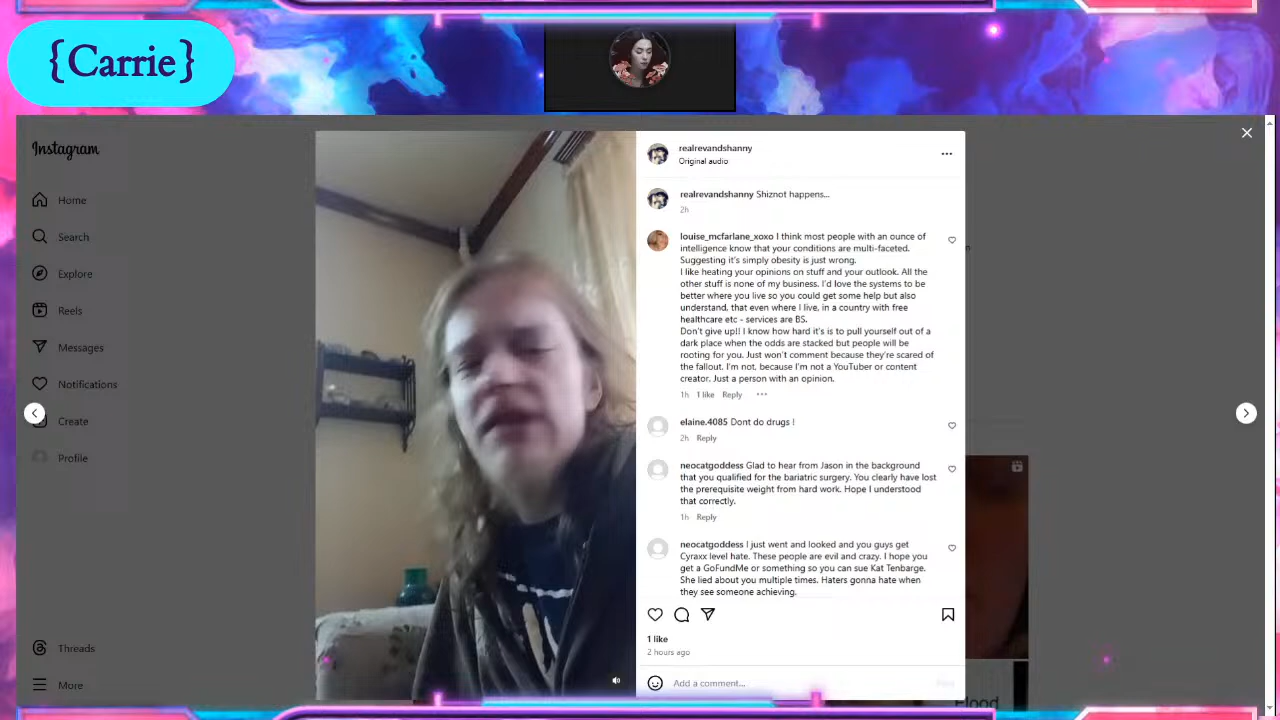 {Carrie}
Instagram
Home
Search
Explore
Reels
Messages
Notifications
Create
Profile
Threads
More
realrevandshanny
Original audio
realrevandshanny Shiznot happens...
2h
louise_mcfarlane_xoxo I think most people with an ounce of
intelligence know that your conditions are multi-faceted.
Suggesting it's simply obesity is just wrong.
I like heating your opinions on stuff and your outlook. All the
other stuff is none of my business. I'd love the systems to be
better where you live so you could get some help but also
understand, that even where I live, in a country with free
healthcare etc - services are BS.
Don't give up!! I know how hard it's is to pull yourself out of a
dark place when the odds are stacked but people will be
rooting for you. Just won't comment because they're scared of
the fallout. I'm not, because I'm not a YouTuber or content
creator. Just a person with an opinion.
1h 1 like Reply
elaine.4085 Dont do drugs !
2h Reply
neocatgoddess Glad to hear from Jason in the background
that you qualified for the bariatric surgery. You clearly have lost
the prerequisite weight from hard work. Hope I understood
that correctly.
1h Reply
neocatgoddess I just went and looked and you guys get
Cyraxx level hate. These people are evil and crazy. I hope you
get a GoFundMe or something so you can sue Kat Tenbarge.
She lied about you multiple times. Haters gonna hate when
they see someone achieving.
1 like
2 hours ago
Add a comment...